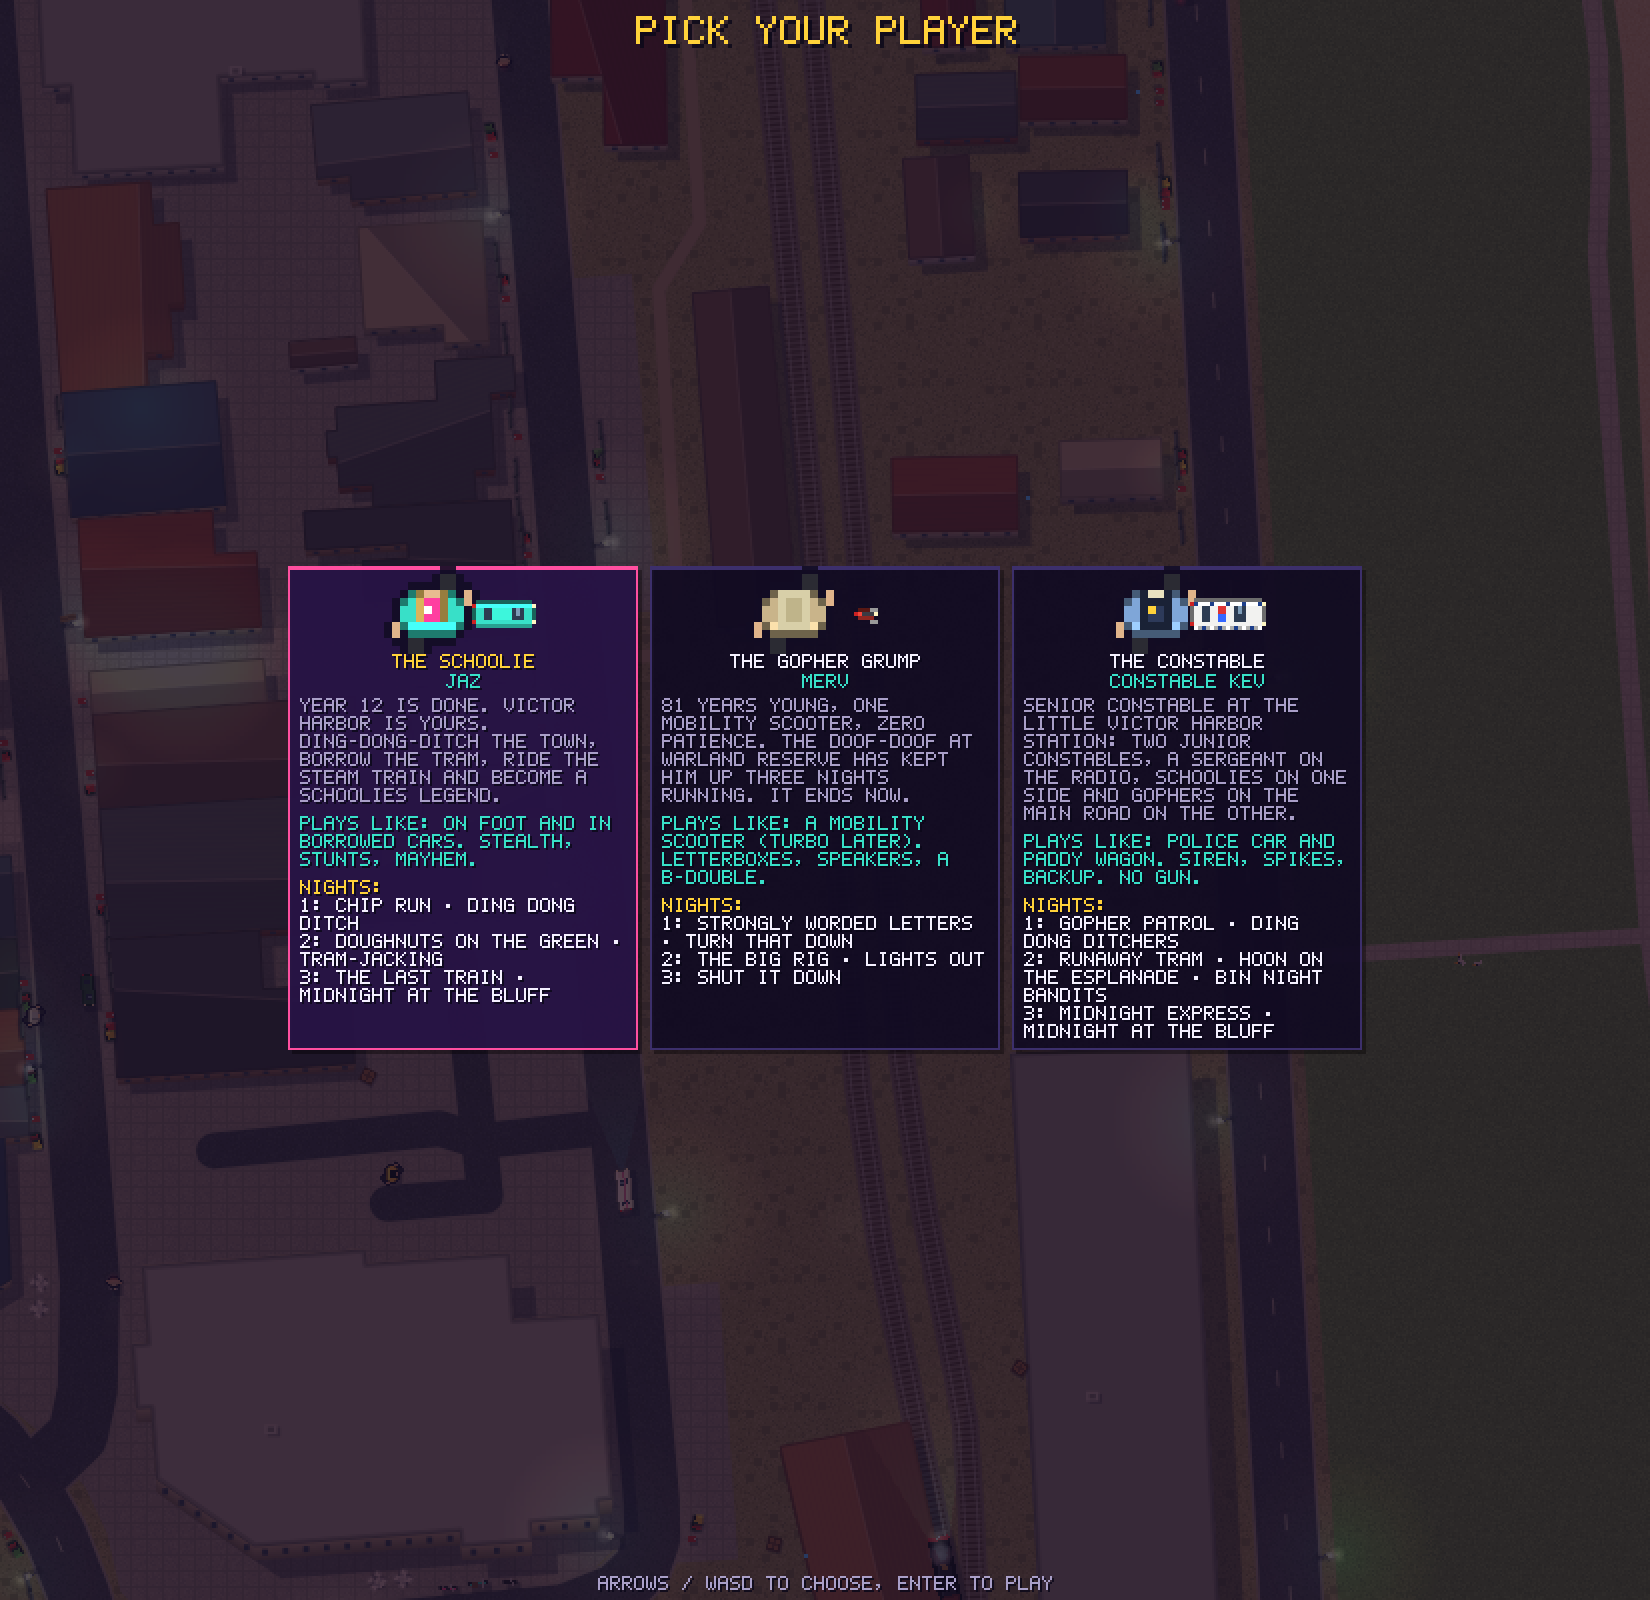 PICK YOUR PLAYER
THE SCHOOLIE
JAZ
YEAR 12 IS DONE. VICTOR
HARBOR IS YOURS.
DING-DONG-DITCH THE TOWN,
BORROW THE TRAM, RIDE THE
STEAM TRAIN AND BECOME A
SCHOOLIES LEGEND.
PLAYS LIKE: ON FOOT AND IN
BORROWED CARS. STEALTH,
STUNTS, MAYHEM.
NIGHTS:
1: CHIP RUN · DING DONG
DITCH
2: DOUGHNUTS ON THE GREEN ·
TRAM-JACKING
3: THE LAST TRAIN ·
MIDNIGHT AT THE BLUFF
THE GOPHER GRUMP
MERV
81 YEARS YOUNG, ONE
MOBILITY SCOOTER, ZERO
PATIENCE. THE DOOF-DOOF AT
WARLAND RESERVE HAS KEPT
HIM UP THREE NIGHTS
RUNNING. IT ENDS NOW.
PLAYS LIKE: A MOBILITY
SCOOTER (TURBO LATER).
LETTERBOXES, SPEAKERS, A
B-DOUBLE.
NIGHTS:
1: STRONGLY WORDED LETTERS
· TURN THAT DOWN
2: THE BIG RIG · LIGHTS OUT
3: SHUT IT DOWN
THE CONSTABLE
CONSTABLE KEV
SENIOR CONSTABLE AT THE
LITTLE VICTOR HARBOR
STATION: TWO JUNIOR
CONSTABLES, A SERGEANT ON
THE RADIO, SCHOOLIES ON ONE
SIDE AND GOPHERS ON THE
MAIN ROAD ON THE OTHER.
PLAYS LIKE: POLICE CAR AND
PADDY WAGON. SIREN, SPIKES,
BACKUP. NO GUN.
NIGHTS:
1: GOPHER PATROL · DING
DONG DITCHERS
2: RUNAWAY TRAM · HOON ON
THE ESPLANADE · BIN NIGHT
BANDITS
3: MIDNIGHT EXPRESS ·
MIDNIGHT AT THE BLUFF
ARROWS / WASD TO CHOOSE, ENTER TO PLAY